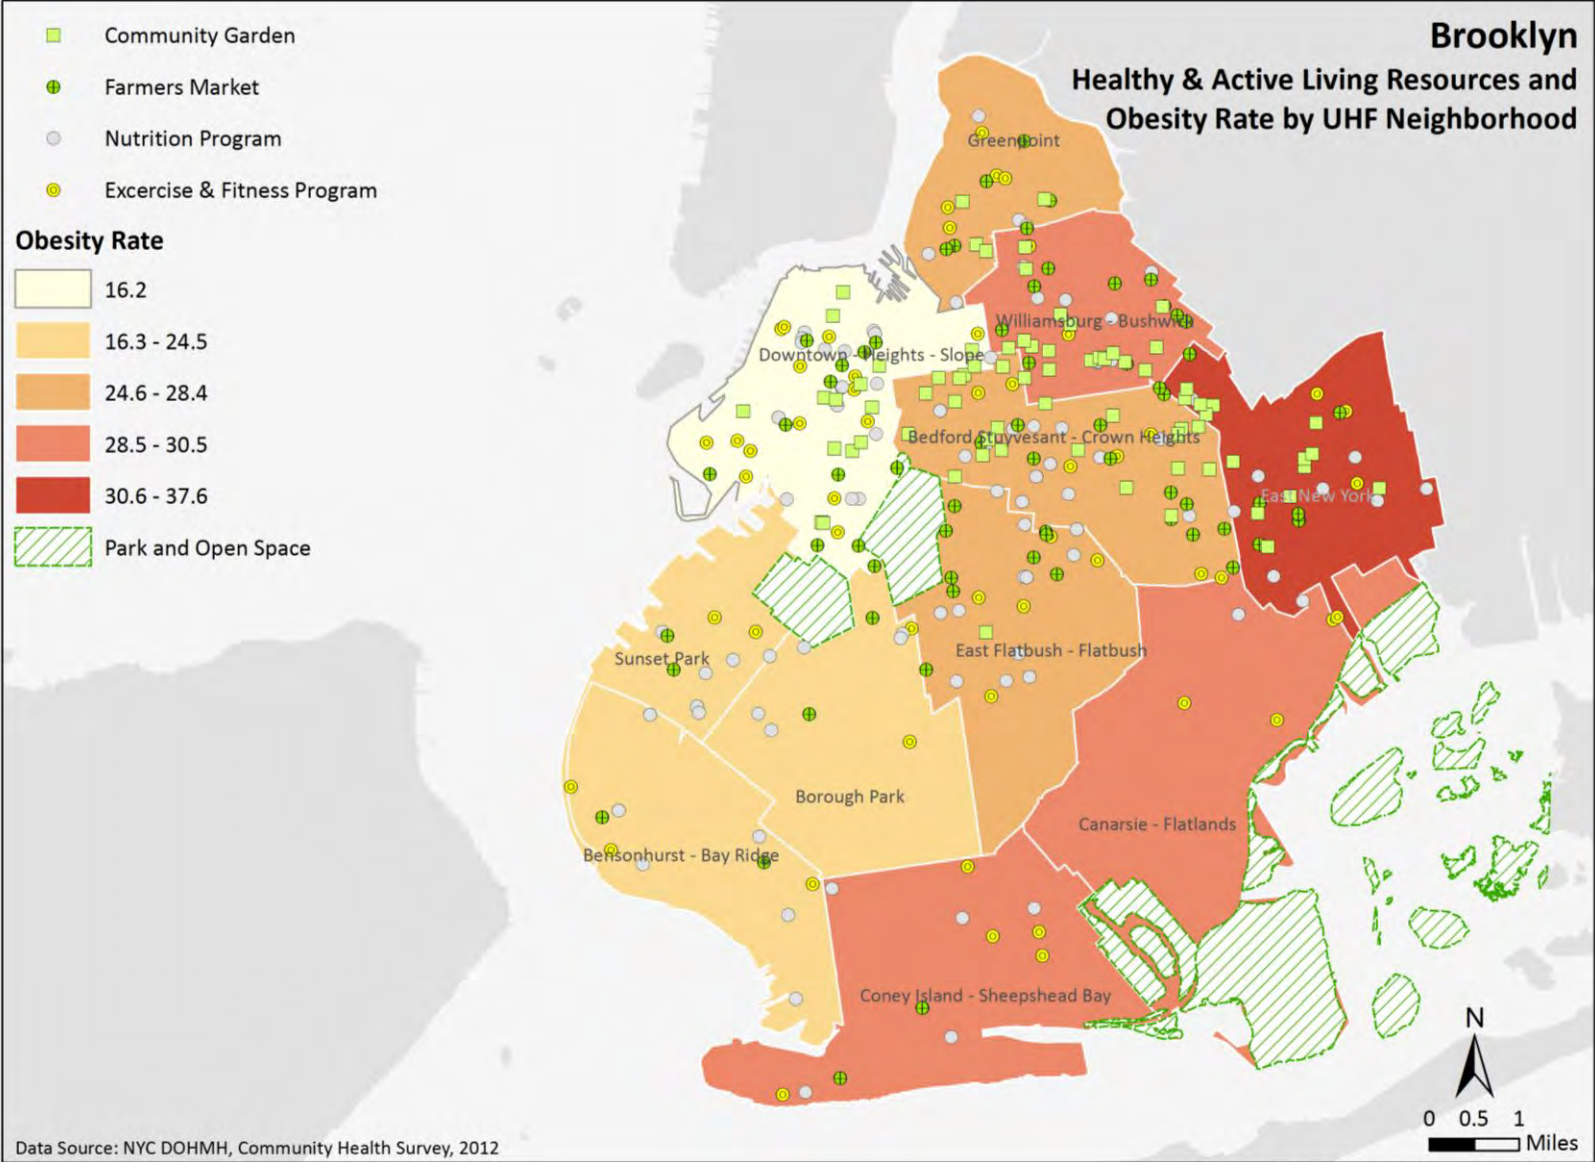 Community Garden
Farmers Market
Nutrition Program
Excercise & Fitness Program
Obesity Rate
16.2
16.3 - 24.5
24.6 - 28.4
28.5 - 30.5
30.6 - 37.6
Park and Open Space
Brooklyn
Healthy & Active Living Resources and
Obesity Rate by UHF Neighborhood
Greenpoint
Williamsburg - Bushwick
Downtown - Heights - Slope
Bedford Stuyvesant - Crown Heights
East New York
Sunset Park
East Flatbush - Flatbush
Borough Park
Canarsie - Flatlands
Bensonhurst - Bay Ridge
Coney Island - Sheepshead Bay
N
0 0.5 1
Miles
Data Source: NYC DOHMH, Community Health Survey, 2012